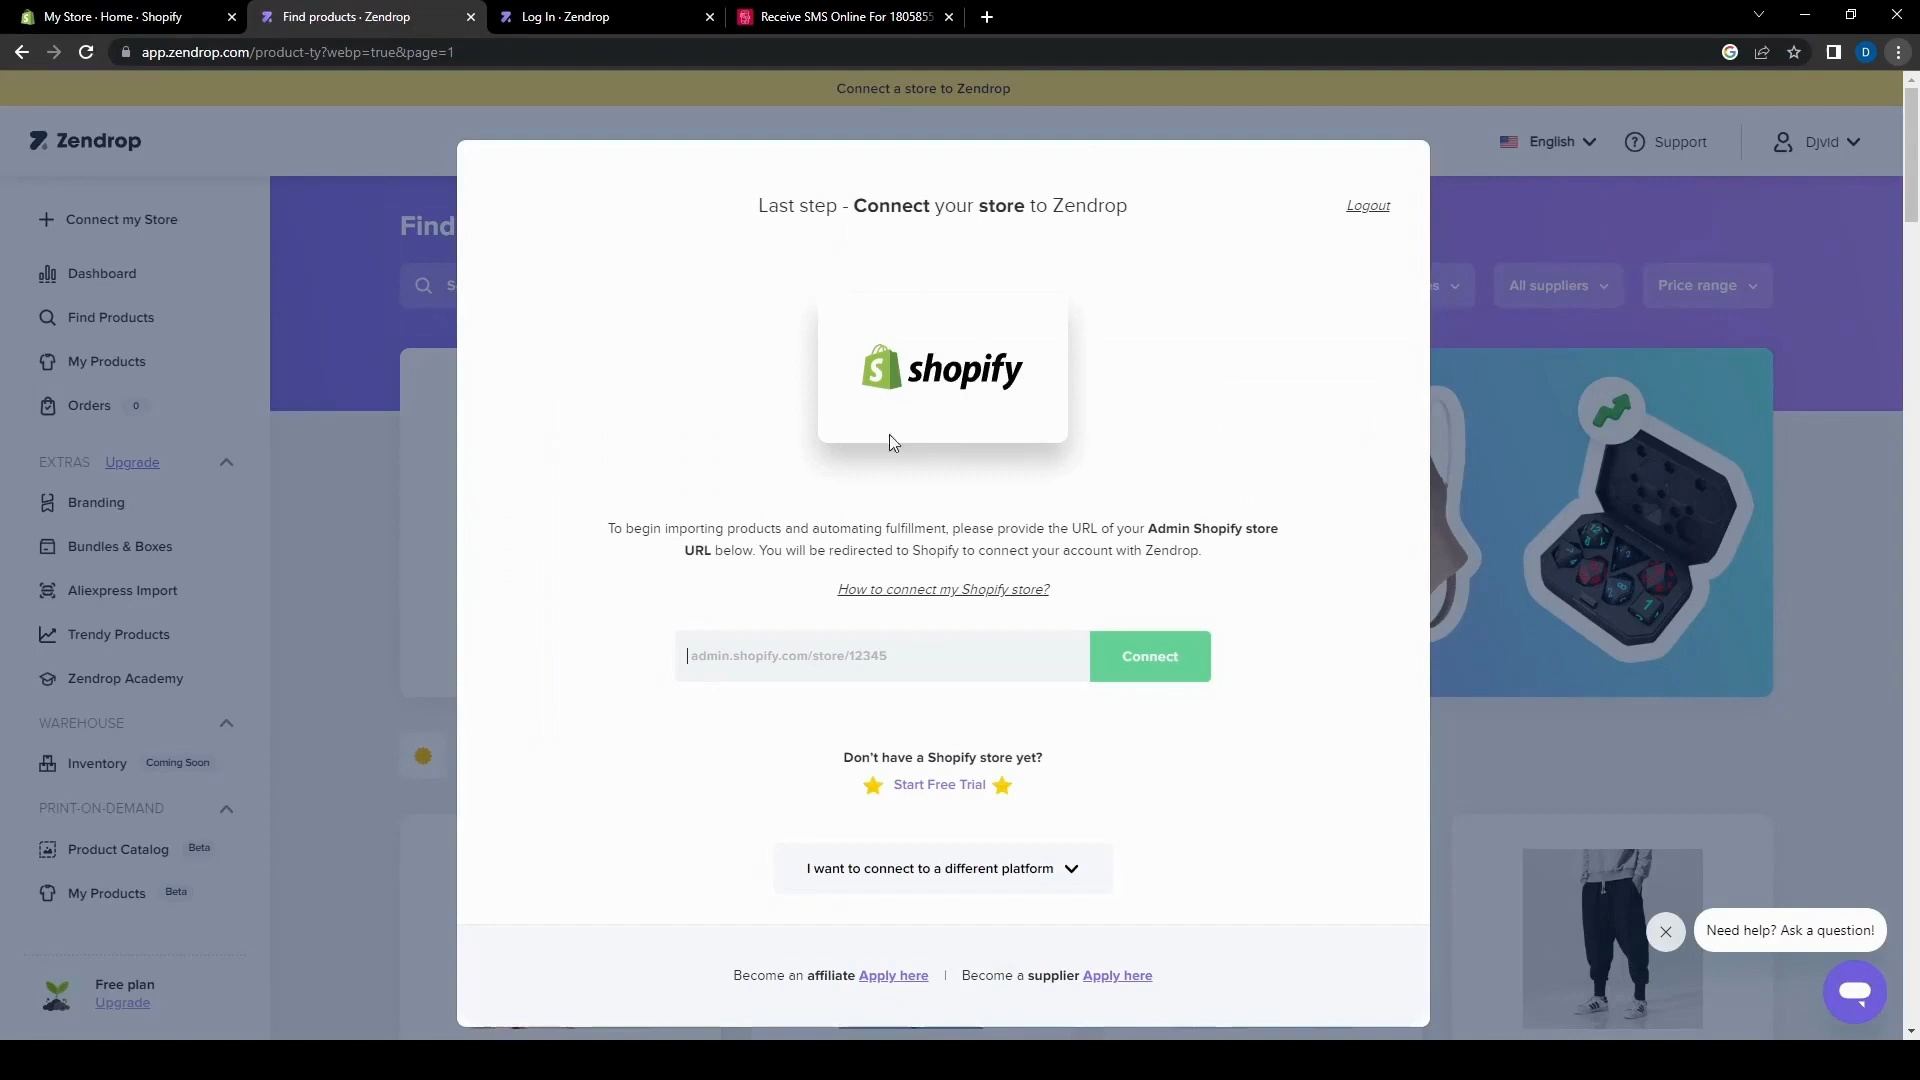 My Store · Home · Shopify
Find products · Zendrop
Log In · Zendrop
Receive SMS Online For 1805855
app.zendrop.com/product-ty?webp=true&page=1
D
Connect a store to Zendrop
Zendrop
English
Support
Djvid
Connect my Store
Dashboard
Find Products
My Products
Orders 0
EXTRAS Upgrade
Branding
Bundles & Boxes
Aliexpress Import
Trendy Products
Zendrop Academy
WAREHOUSE
Inventory Coming Soon
PRINT-ON-DEMAND
Product Catalog Beta
My Products Beta
Free plan
Upgrade
Find
All suppliers
Price range
Last step - Connect your store to Zendrop
Logout
shopify
To begin importing products and automating fulfillment, please provide the URL of your Admin Shopify store
URL below. You will be redirected to Shopify to connect your account with Zendrop.
How to connect my Shopify store?
admin.shopify.com/store/12345
Connect
Don't have a Shopify store yet?
Start Free Trial
I want to connect to a different platform
Become an affiliate Apply here | Become a supplier Apply here
Need help? Ask a question!